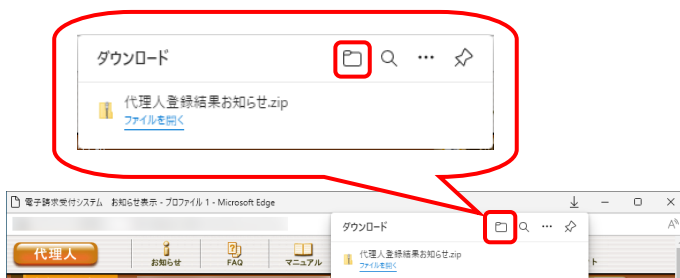 ダウンロード
代理人登録結果お知らせ.zip
ファイルを開く
電子請求受付システム お知らせ表示 - プロファイル 1 - Microsoft Edge
ダウンロード
代理人登録結果お知らせ.zip
ファイルを開く
代理人
お知らせ
FAQ
マニュアル
ト